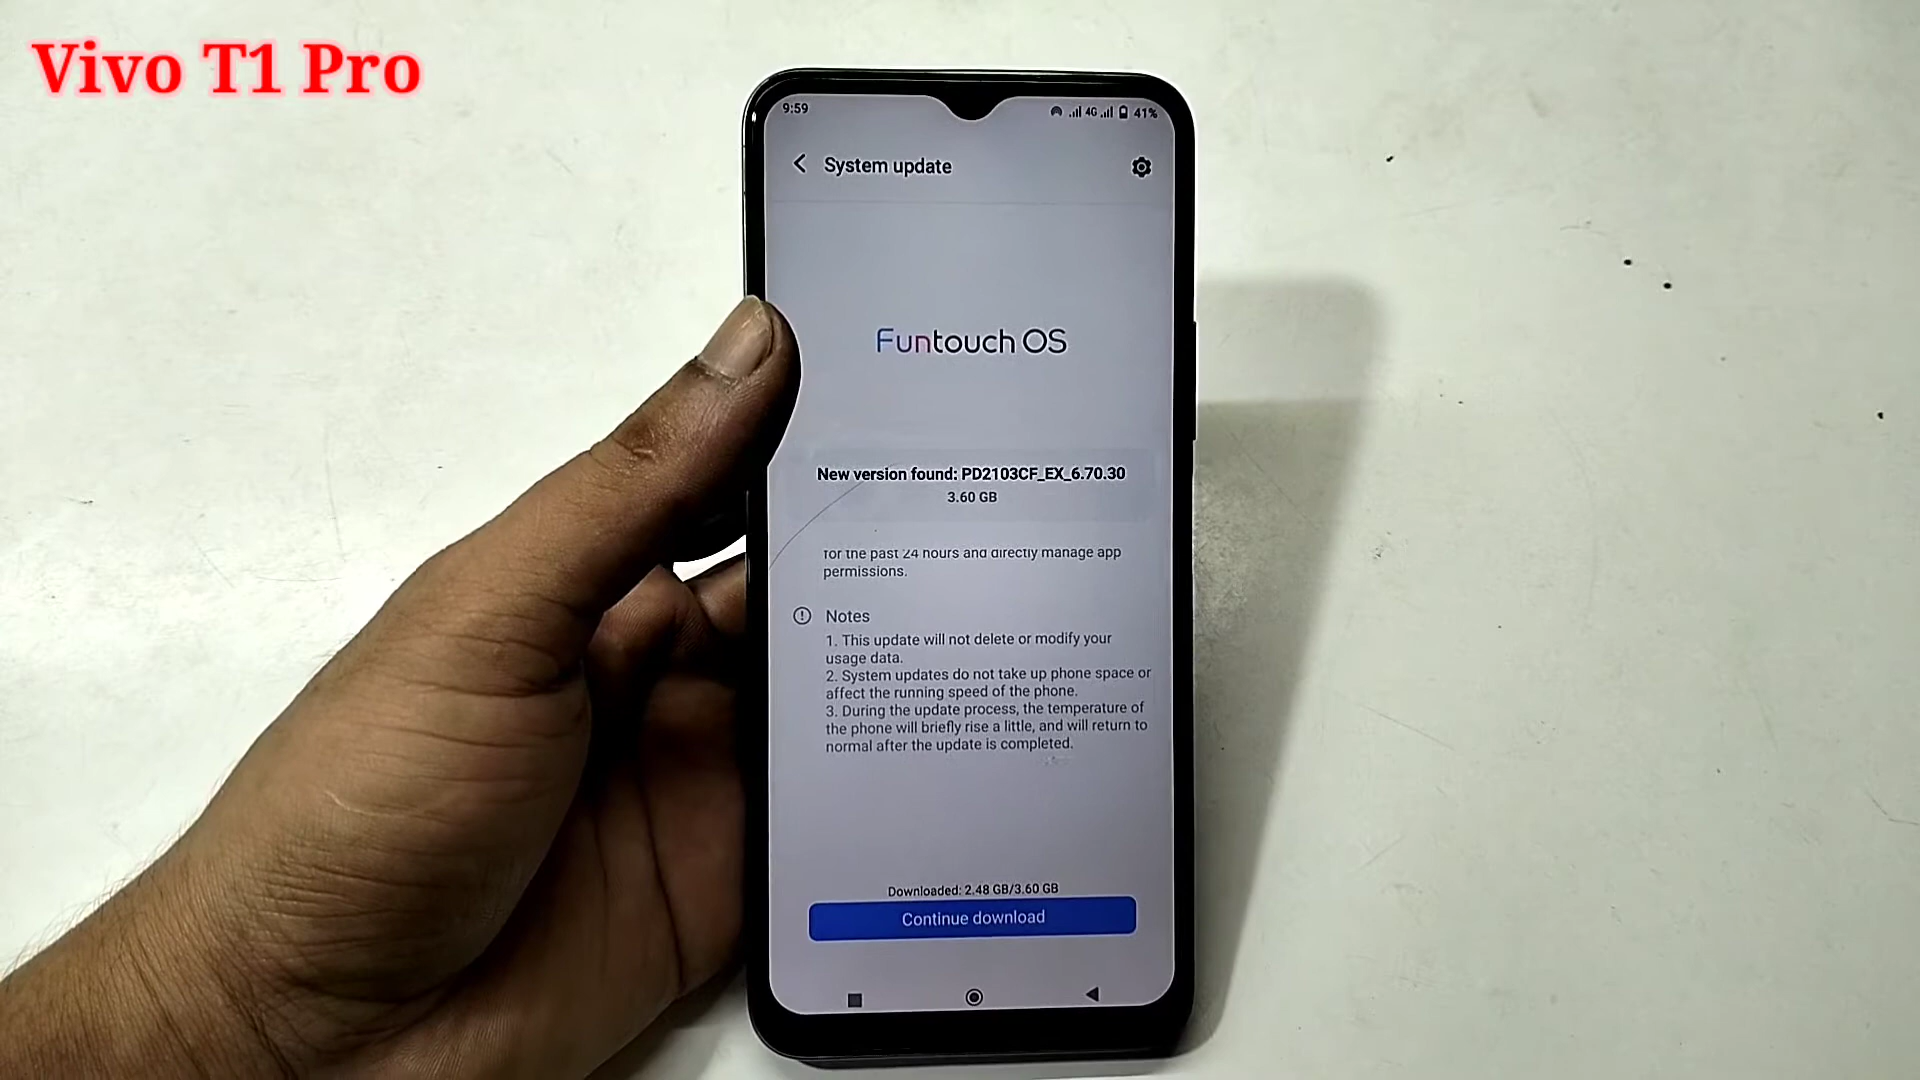 Vivo T1 Pro
9:59
4G 41%
System update
Funtouch OS
New version found: PD2103CF_EX_6.70.30
3.60 GB
for the past 24 hours and directly manage app
permissions.
Notes
1. This update will not delete or modify your
usage data.
2. System updates do not take up phone space or
affect the running speed of the phone.
3. During the update process, the temperature of
the phone will briefly rise a little, and will return to
normal after the update is completed.
Downloaded: 2.48 GB/3.60 GB
Continue download